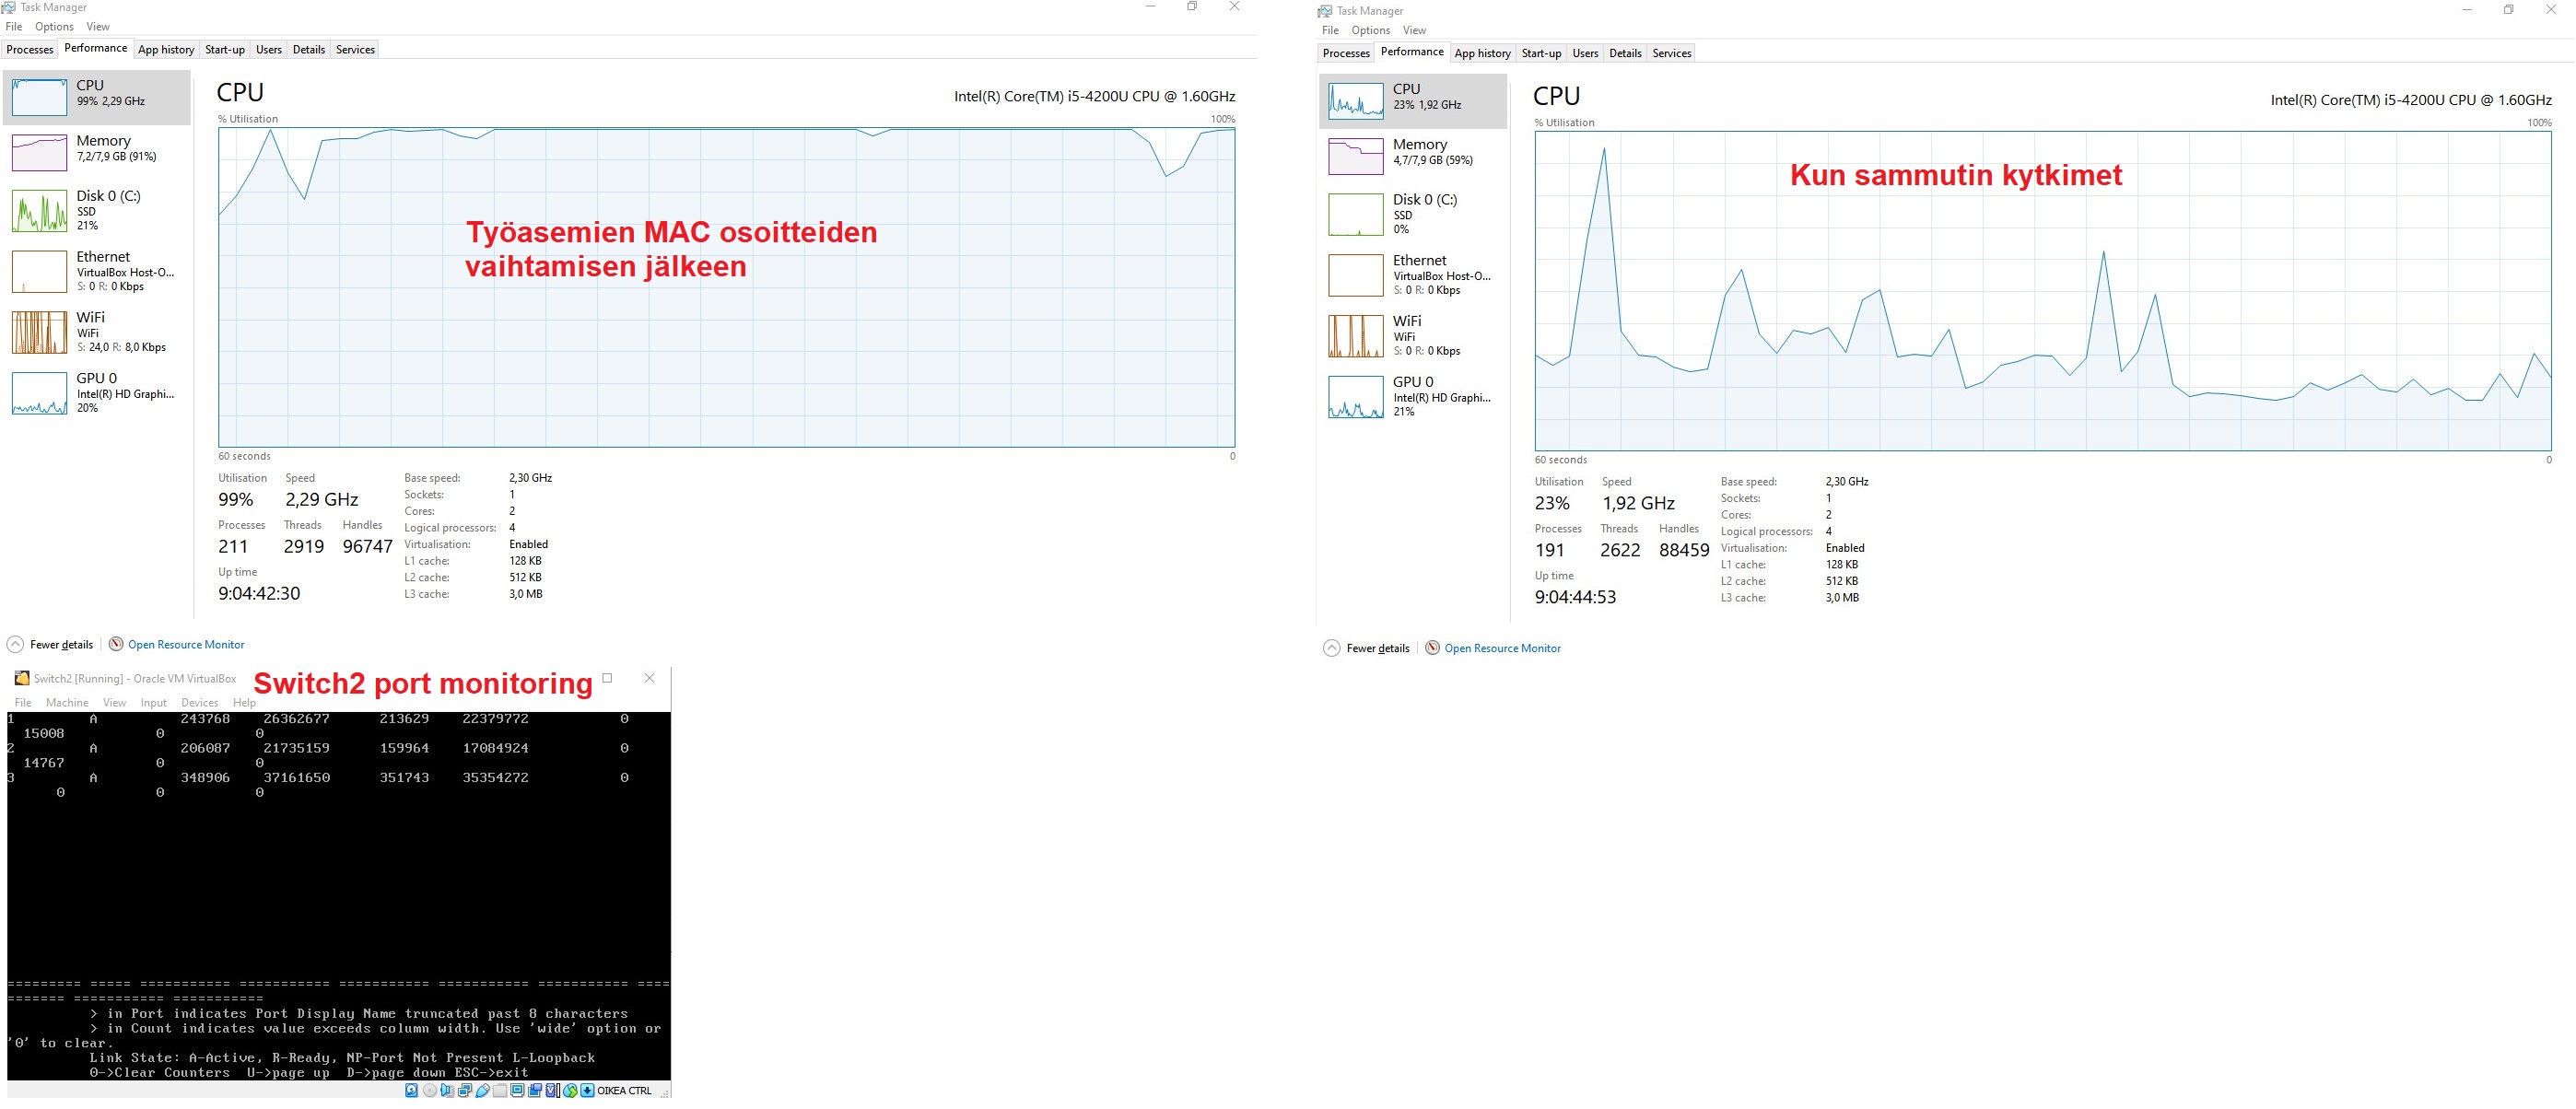 Task Manager
File Options View
Processes Performance App history Start-up Users Details Services
CPU
99% 2,29 GHz
Memory
7,2/7,9 GB (91%)
Disk 0 (C:)
SSD
21%
Ethernet
VirtualBox Host-O...
S: 0 R: 0 Kbps
WiFi
WiFi
S: 24,0 R: 8,0 Kbps
GPU 0
Intel(R) HD Graphi...
20%
CPU
Intel(R) Core(TM) i5-4200U CPU @ 1.60GHz
% Utilisation 100%
Työasemien MAC osoitteiden
vaihtamisen jälkeen
60 seconds 0
Utilisation Speed
99% 2,29 GHz
Processes Threads Handles
211 2919 96747
Up time
9:04:42:30
Base speed: 2,30 GHz
Sockets: 1
Cores: 2
Logical processors: 4
Virtualisation: Enabled
L1 cache: 128 KB
L2 cache: 512 KB
L3 cache: 3,0 MB
Fewer details Open Resource Monitor
Task Manager
File Options View
Processes Performance App history Start-up Users Details Services
CPU
23% 1,92 GHz
Memory
4,7/7,9 GB (59%)
Disk 0 (C:)
SSD
0%
Ethernet
VirtualBox Host-O...
S: 0 R: 0 Kbps
WiFi
WiFi
S: 0 R: 0 Kbps
GPU 0
Intel(R) HD Graphi...
21%
CPU
Intel(R) Core(TM) i5-4200U CPU @ 1.60GHz
% Utilisation 100%
Kun sammutin kytkimet
60 seconds 0
Utilisation Speed
23% 1,92 GHz
Processes Threads Handles
191 2622 88459
Up time
9:04:44:53
Base speed: 2,30 GHz
Sockets: 1
Cores: 2
Logical processors: 4
Virtualisation: Enabled
L1 cache: 128 KB
L2 cache: 512 KB
L3 cache: 3,0 MB
Fewer details Open Resource Monitor
Switch2 [Running] - Oracle VM VirtualBox
Switch2 port monitoring
File Machine View Input Devices Help
1 A 243768 26362677 213629 22379772 0
15008 0 0
2 A 206087 21735159 159964 17084924 0
14767 0 0
3 A 348906 37161650 351743 35354272 0
0 0 0
========= ===== =========== =========== =========== =========== =========== ====
======= =========== ===========
> in Port indicates Port Display Name truncated past 8 characters
> in Count indicates value exceeds column width. Use 'wide' option or
'0' to clear.
Link State: A-Active, R-Ready, NP-Port Not Present L-Loopback
0->Clear Counters U->page up D->page down ESC->exit
OIKEA CTRL